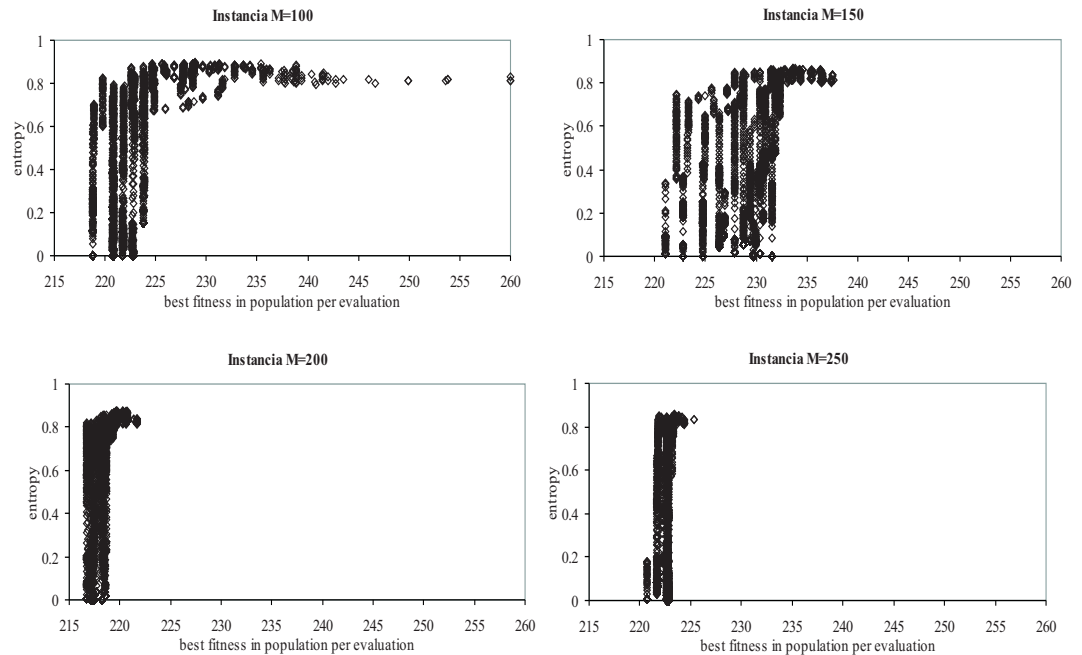 Instancia M=100
1
0.8
0.6
0.4
0.2
0
entropy
215 220 225 230 235 240 245 250 255 260
best fitness in population per evaluation
Instancia M=150
1
0.8
0.6
0.4
0.2
0
entropy
215 220 225 230 235 240 245 250 255 260
best fitness in population per evaluation
Instancia M=200
1
0.8
0.6
0.4
0.2
0
entropy
215 220 225 230 235 240 245 250 255 260
best fitness in population per evaluation
Instancia M=250
1
0.8
0.6
0.4
0.2
0
entropy
215 220 225 230 235 240 245 250 255 260
best fitness in population per evaluation